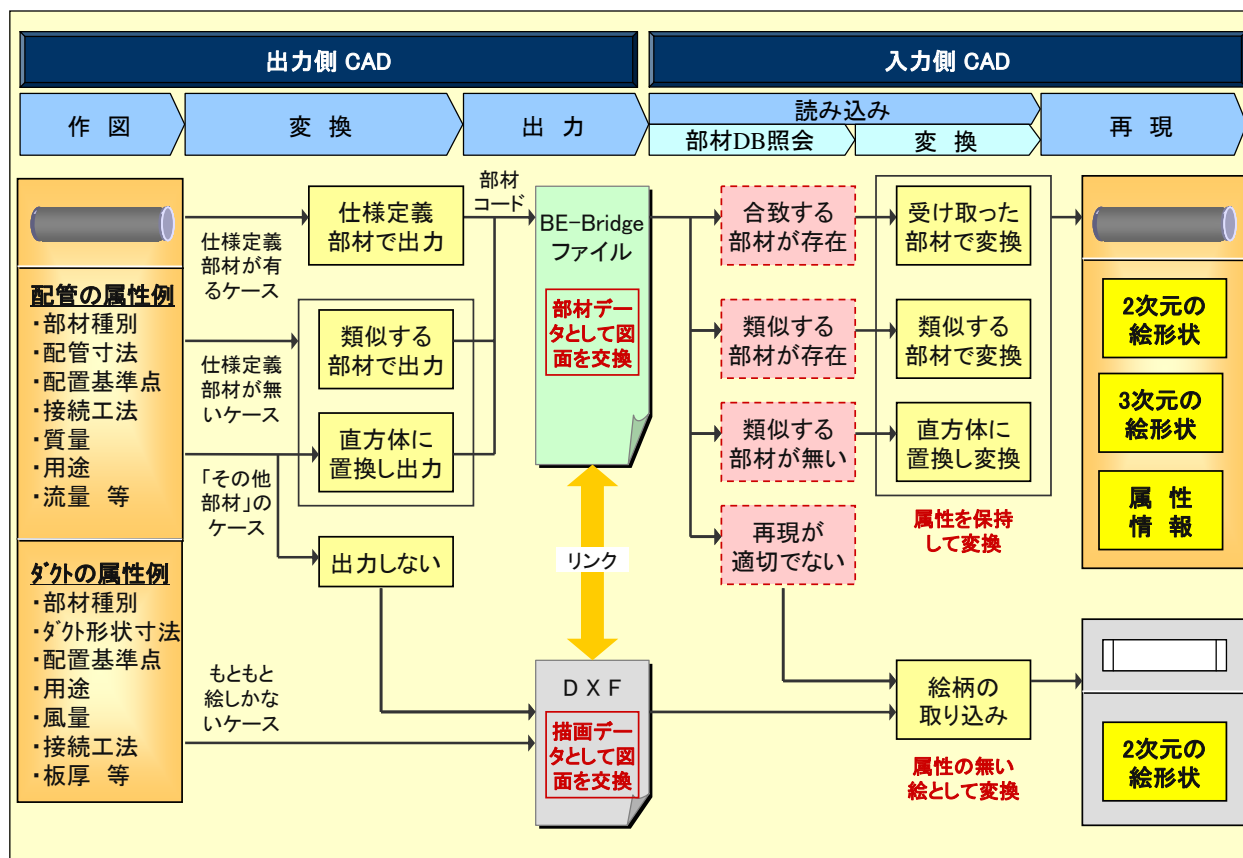 出力側 CAD
入力側 CAD
作 図
変 換
出 力
読み込み
部材DB照会
変 換
再 現
配管の属性例
・部材種別
・配管寸法
・配置基準点
・接続工法
・質量
・用途
・流量 等
ダクトの属性例
・部材種別
・ダクト形状寸法
・配置基準点
・用途
・風量
・接続工法
・板厚 等
仕様定義
部材が有
るケース
仕様定義
部材が無
いケース
「その他
部材」の
ケース
もともと
絵しかな
いケース
仕様定義
部材で出力
類似する
部材で出力
直方体に
置換し出力
出力しない
部材
コード
BE-Bridge
ファイル
部材デー
タとして図
面を交換
リンク
D X F
描画デー
タとして図
面を交換
合致する
部材が存在
類似する
部材が存在
類似する
部材が無い
再現が
適切でない
受け取った
部材で変換
類似する
部材で変換
直方体に
置換し変換
属性を保持
して変換
絵柄の
取り込み
属性の無い
絵として変換
2次元の
絵形状
3次元の
絵形状
属 性
情 報
2次元の
絵形状